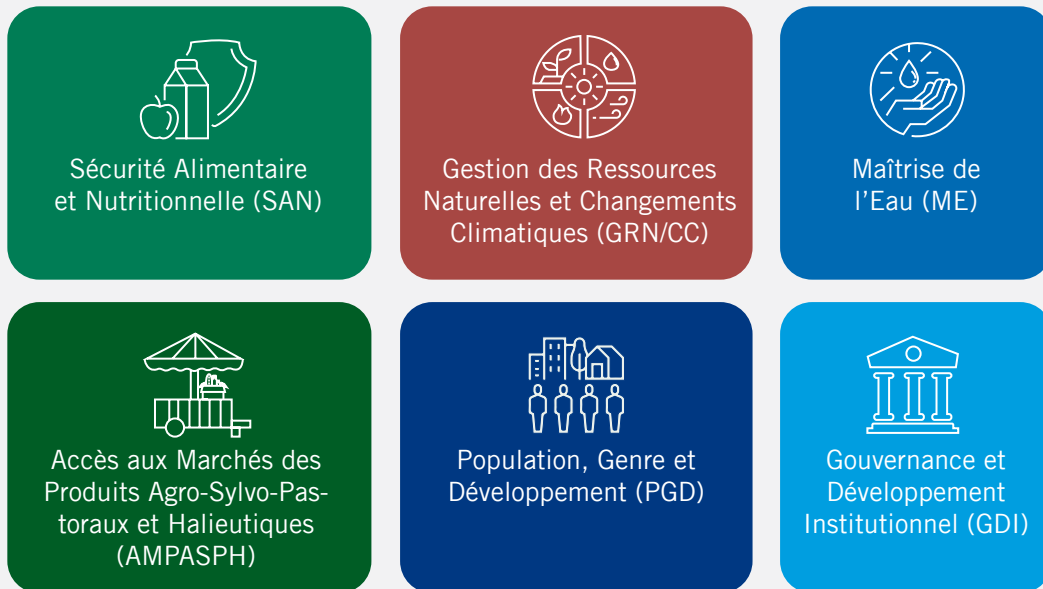 Sécurité Alimentaire
et Nutritionnelle (SAN)
Gestion des Ressources
Naturelles et Changements
Climatiques (GRN/CC)
Maîtrise de
l’Eau (ME)
Accès aux Marchés des
Produits Agro-Sylvo-Pas-
toraux et Halieutiques
(AMPASPH)
Population, Genre et
Développement (PGD)
Gouvernance et
Développement
Institutionnel (GDI)